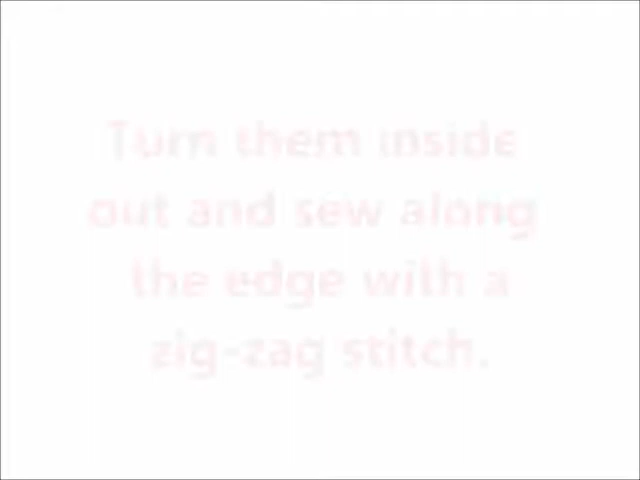 Turn them inside
out and sew along
the edge with a
zig-zag stitch.